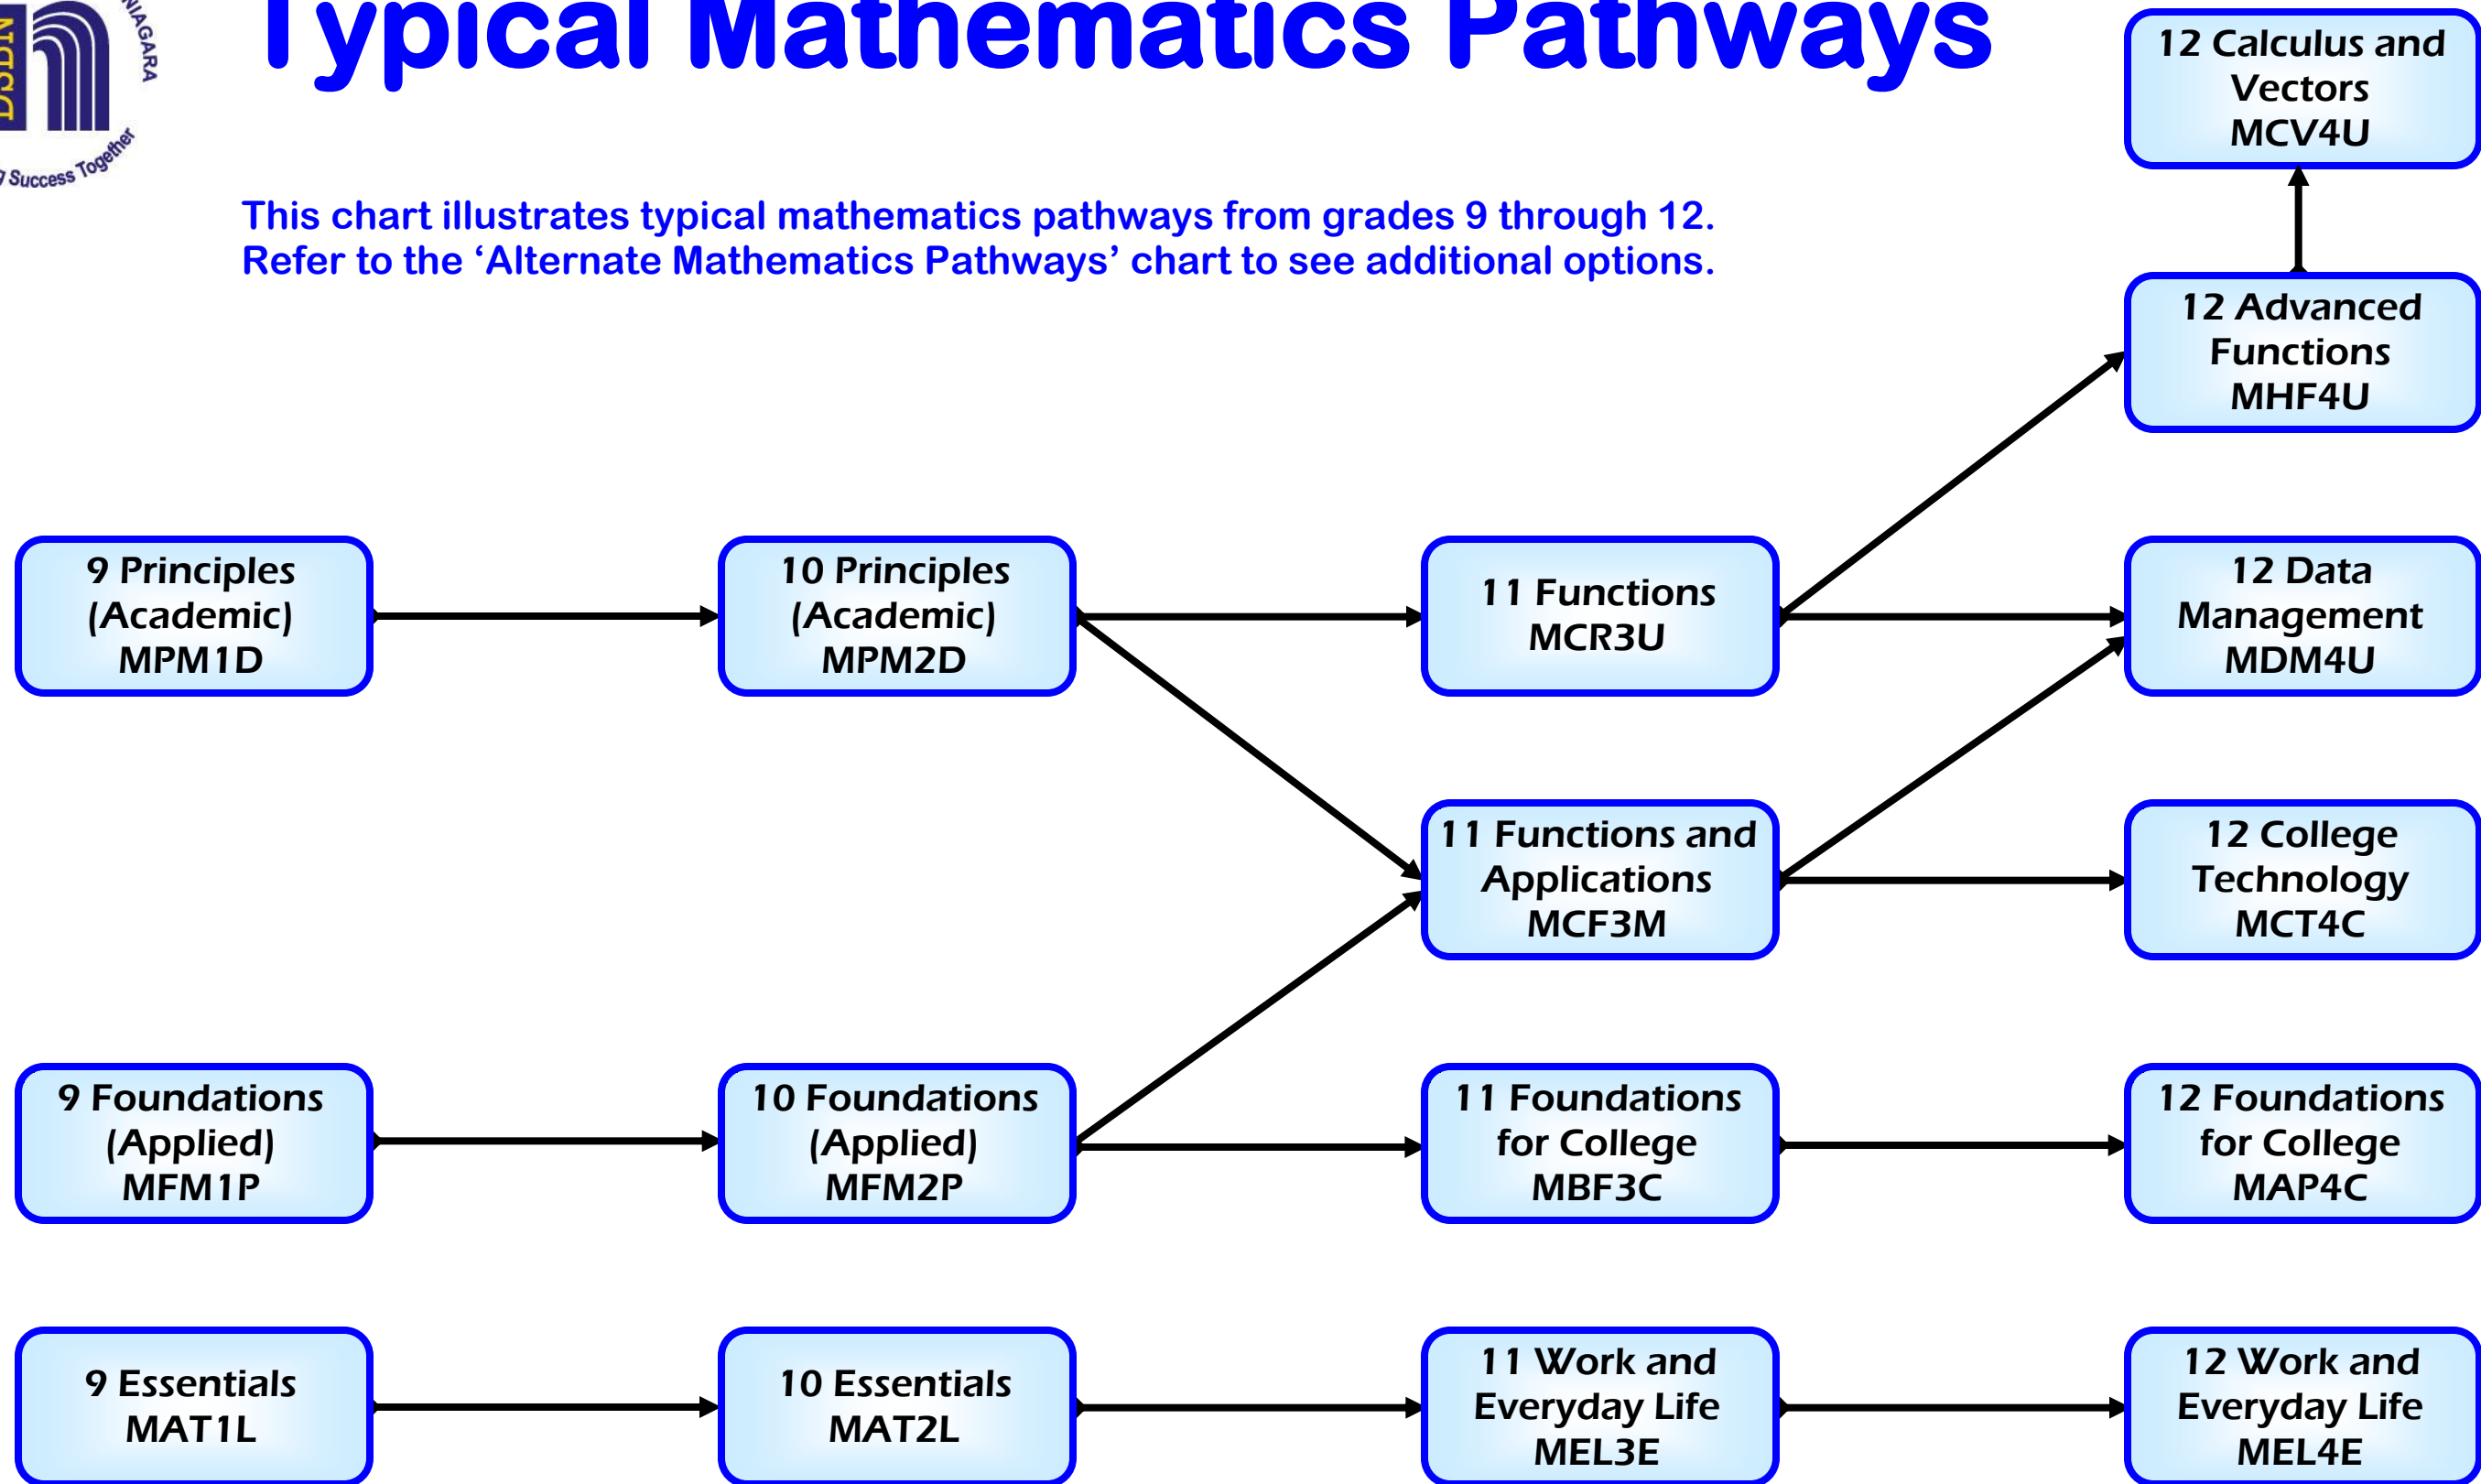 Typical Mathematics Pathways
DSBN
NIAGARA
Success Together
This chart illustrates typical mathematics pathways from grades 9 through 12.
Refer to the ‘Alternate Mathematics Pathways’ chart to see additional options.
12 Calculus and
Vectors
MCV4U
12 Advanced
Functions
MHF4U
9 Principles
(Academic)
MPM1D
10 Principles
(Academic)
MPM2D
11 Functions
MCR3U
12 Data
Management
MDM4U
11 Functions and
Applications
MCF3M
12 College
Technology
MCT4C
9 Foundations
(Applied)
MFM1P
10 Foundations
(Applied)
MFM2P
11 Foundations
for College
MBF3C
12 Foundations
for College
MAP4C
9 Essentials
MAT1L
10 Essentials
MAT2L
11 Work and
Everyday Life
MEL3E
12 Work and
Everyday Life
MEL4E